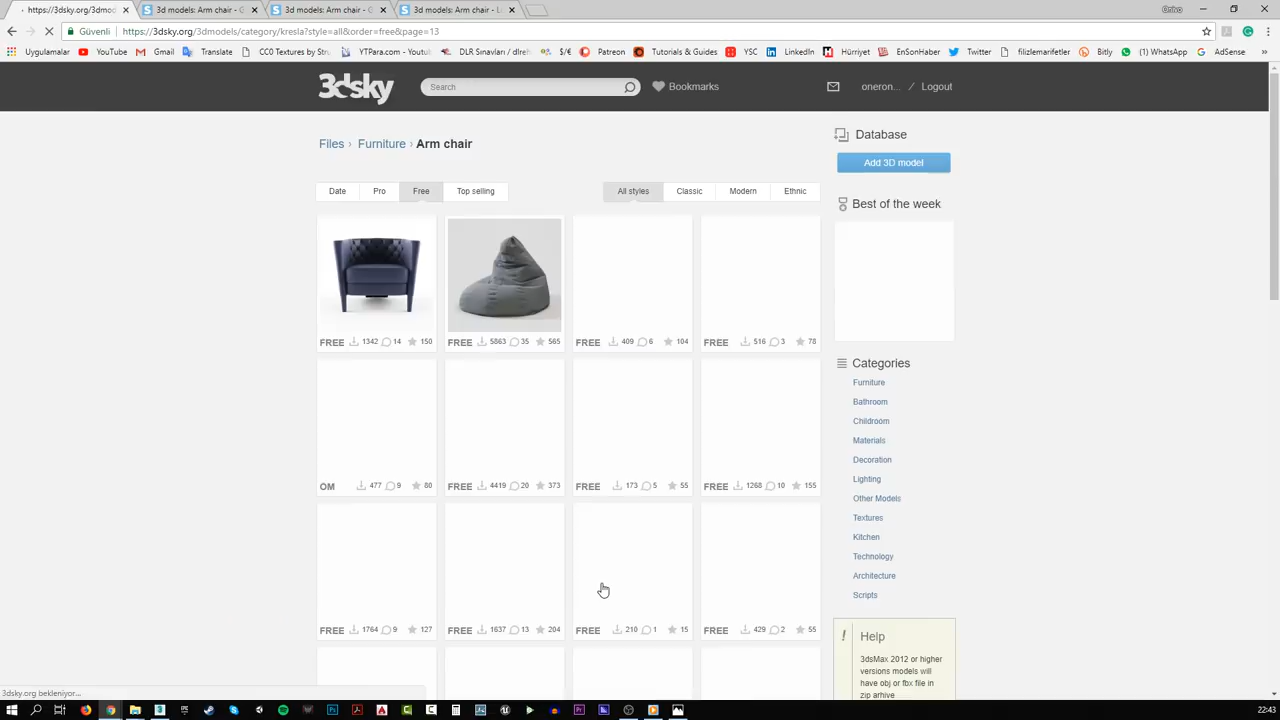 https://3dsky.org/3dmod
3d models: Arm chair - G
3d models: Arm chair - G
3d models: Arm chair - L
Onivo
Güvenli
https://3dsky.org/3dmodels/category/kresla?style=all&order=free&page=13
Uygulamalar YouTube Gmail Translate CC0 Textures by Stru YTPara.com - Youtub DLR Sınavları / dlreh $/€ Patreon Tutorials & Guides YSC LinkedIn Hürriyet EnSonHaber Twitter filizlemarifetler Bitly (1) WhatsApp AdSense
3dsky
Search
Bookmarks
oneron... / Logout
Files › Furniture › Arm chair
Database
Add 3D model
Date Pro Free Top selling
All styles Classic Modern Ethnic
Best of the week
FREE 1342 14 150
FREE 5863 35 565
FREE 409 6 104
FREE 516 3 78
Categories
Furniture
Bathroom
Childroom
Materials
Decoration
Lighting
Other Models
Textures
Kitchen
Technology
Architecture
Scripts
OM 477 9 80
FREE 4419 20 373
FREE 173 5 55
FREE 1268 10 155
FREE 1764 9 127
FREE 1637 13 204
FREE 210 1 15
FREE 429 2 55
! Help
3dsMax 2012 or higher
versions models will
have obj or fbx file in
zip arhive
3dsky.org bekleniyor...
22:43